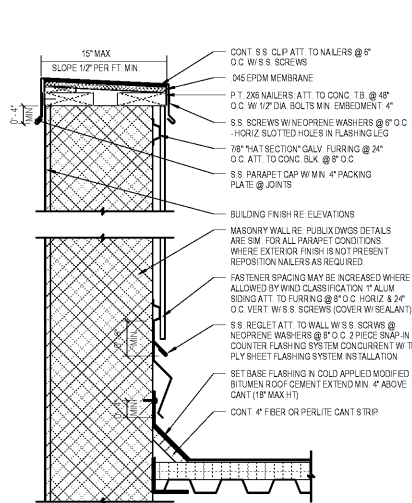 15" MAX
SLOPE 1/2" PER FT. MIN.
0'- 4"
MIN
CONT. S.S. CLIP ATT. TO NAILERS @ 6"
O.C. W/ S.S. SCREWS
.045 EPDM MEMBRANE
P.T. 2X6 NAILERS: ATT. TO CONC. T.B. @ 48"
O.C. W/ 1/2" DIA. BOLTS MIN. EMBEDMENT: 4"
S.S. SCREWS W/ NEOPRENE WASHERS @ 6" O.C.
- HORIZ. SLOTTED HOLES IN FLASHING LEG
7/8" "HAT SECTION" GALV. FURRING @ 24"
O.C. ATT. TO CONC. BLK. @ 8" O.C.
S.S. PARAPET CAP W/ MIN. 4" PACKING
PLATE @ JOINTS
BUILDING FINISH RE: ELEVATIONS
MASONRY WALL RE: PUBLIX DWGS DETAILS
ARE SIM. FOR ALL PARAPET CONDITIONS.
WHERE EXTERIOR FINISH IS NOT PRESENT
REPOSITION NAILERS AS REQUIRED.
FASTENER SPACING MAY BE INCREASED WHERE
ALLOWED BY WIND CLASSIFICATION 1" ALUM.
SIDING ATT. TO FURRING @ 8" O.C. HORIZ. & 24"
O.C. VERT. W/ S.S. SCREWS (COVER W/ SEALANT)
S.S. REGLET ATT. TO WALL W/ S.S. SCRWS @
NEOPRENE WASHERS @ 8" O.C. 2 PIECE SNAP-IN
COUNTER FLASHING SYSTEM CONCURRENT W/
PLY SHEET FLASHING SYSTEM INSTALLATION
MIN
MIN
SET BASE FLASHING IN COLD APPLIED MODIFIED
BITUMEN ROOF CEMENT EXTEND MIN. 4" ABOVE
CANT (18" MAX HT)
CONT. 4" FIBER OR PERLITE CANT STRIP